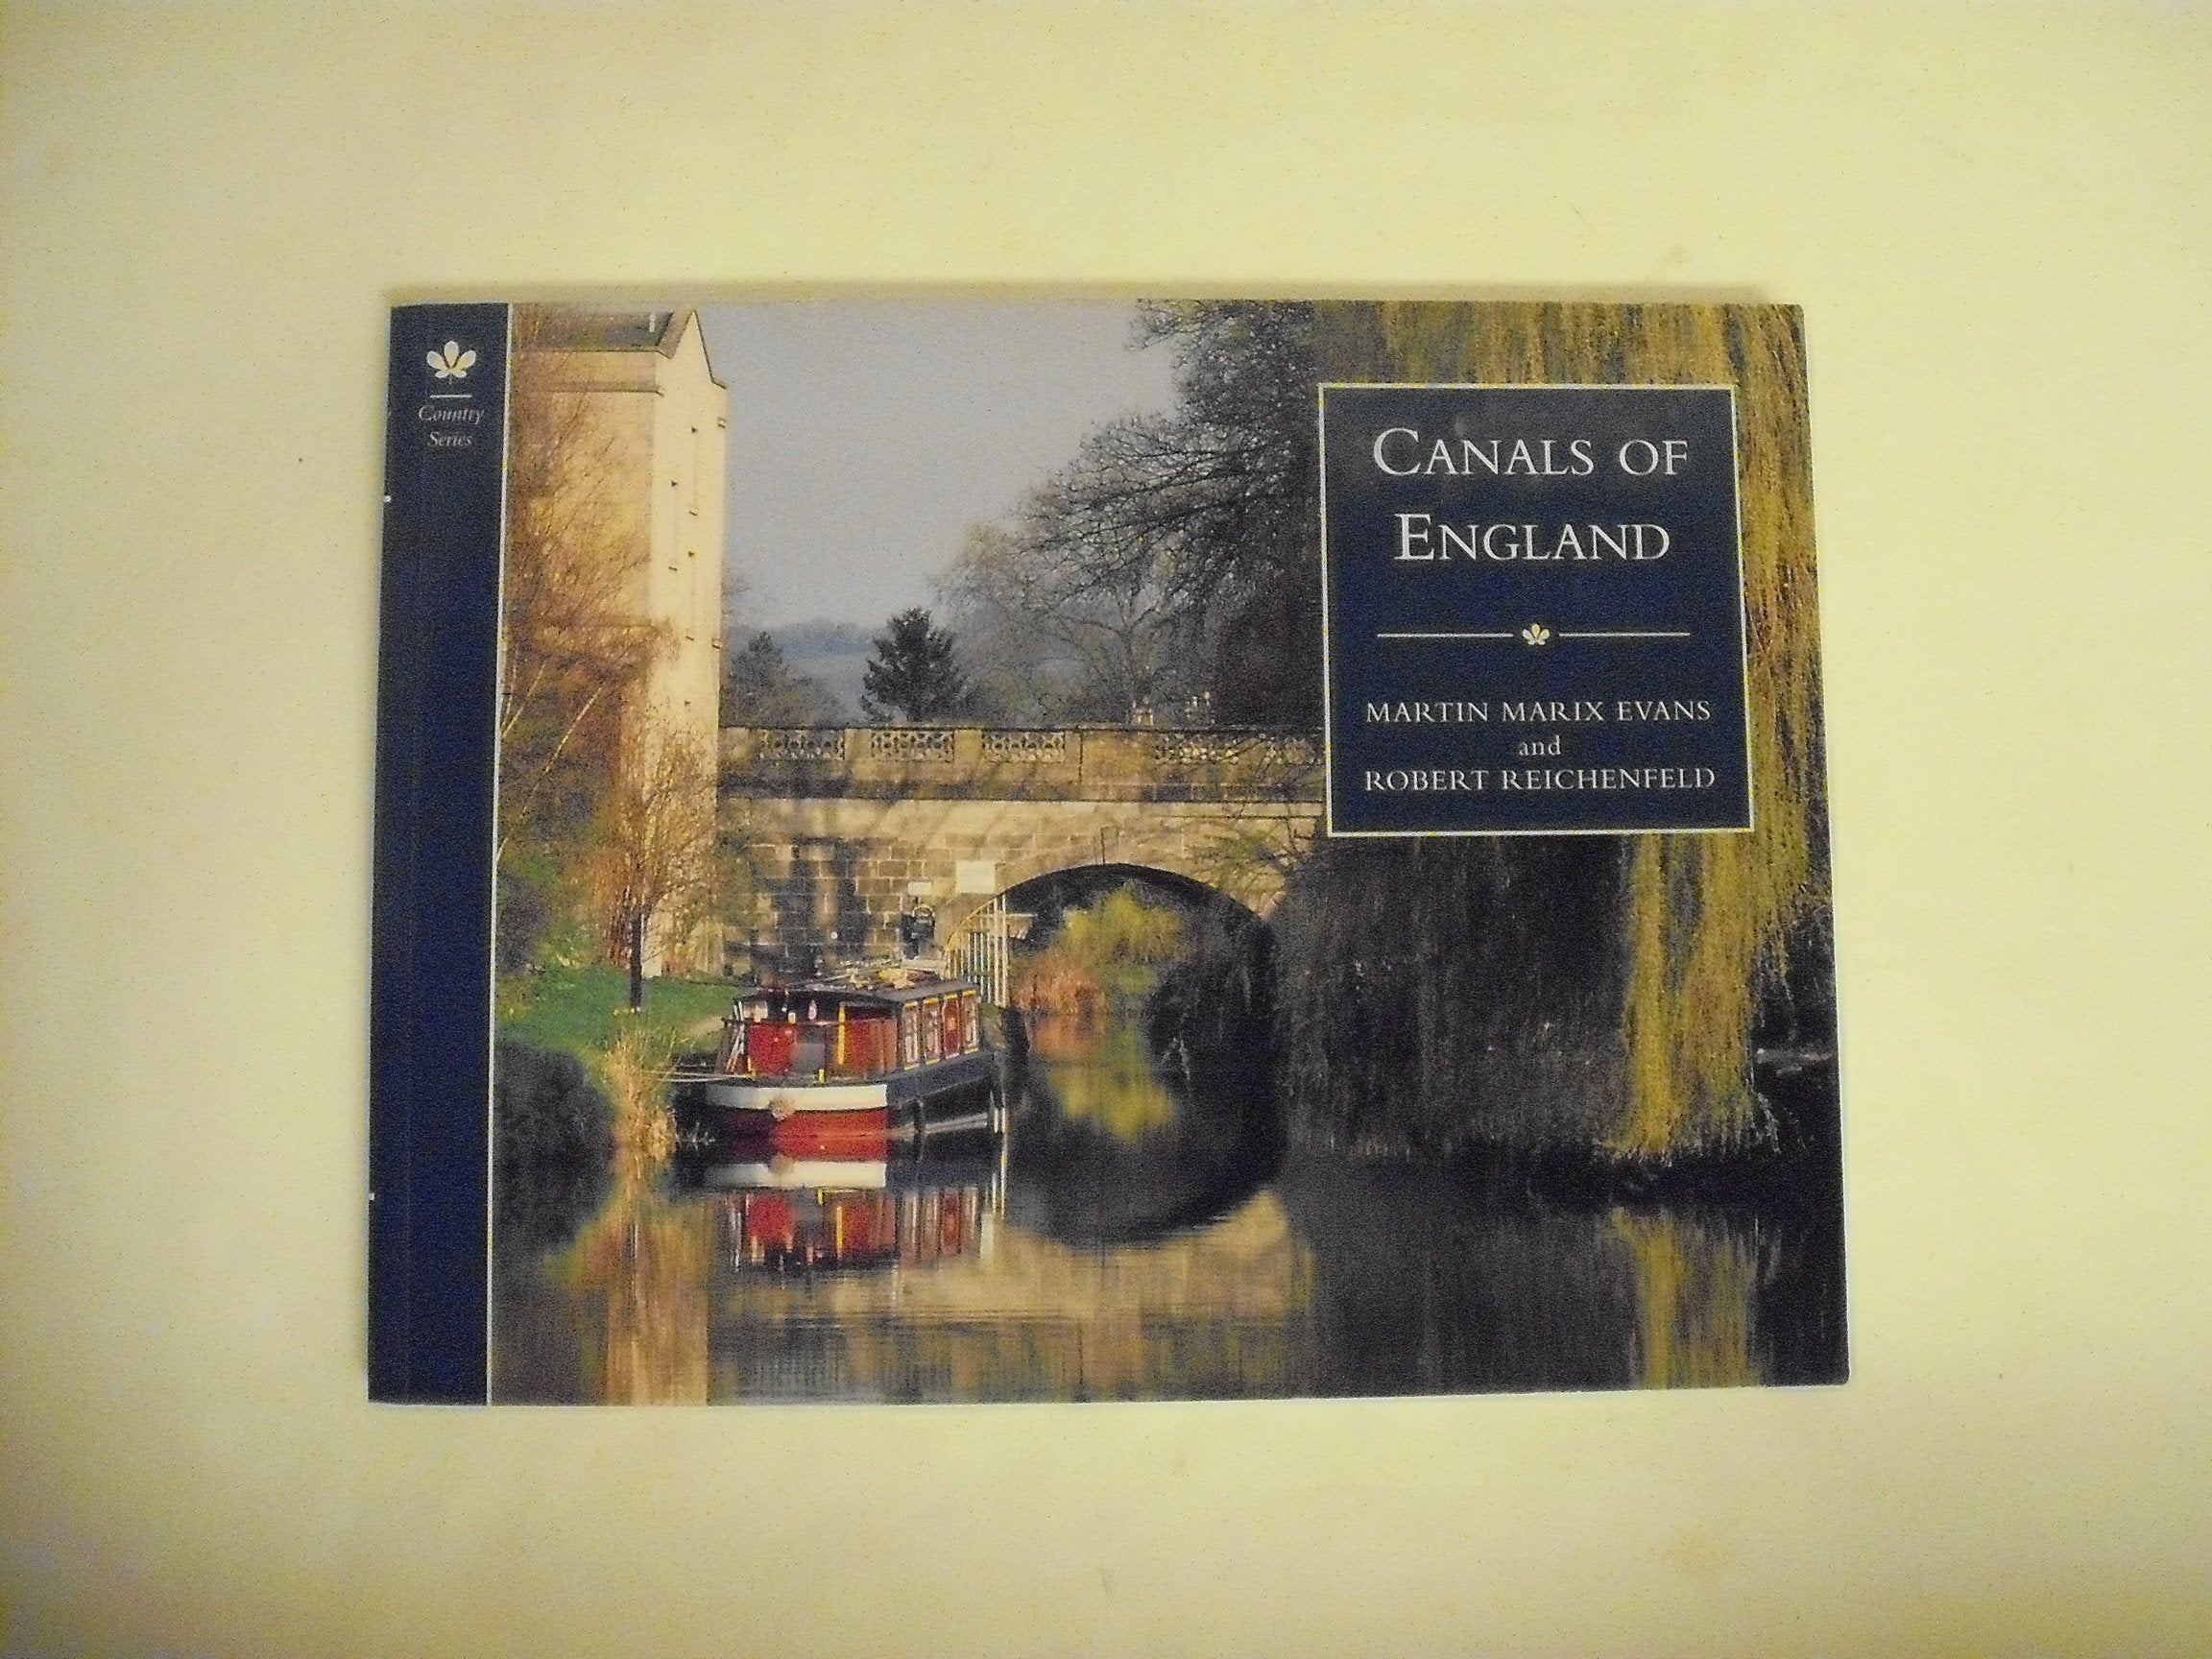 Country
Series
CANALS OF
ENGLAND
MARTIN MARIX EVANS
and
ROBERT REICHENFELD